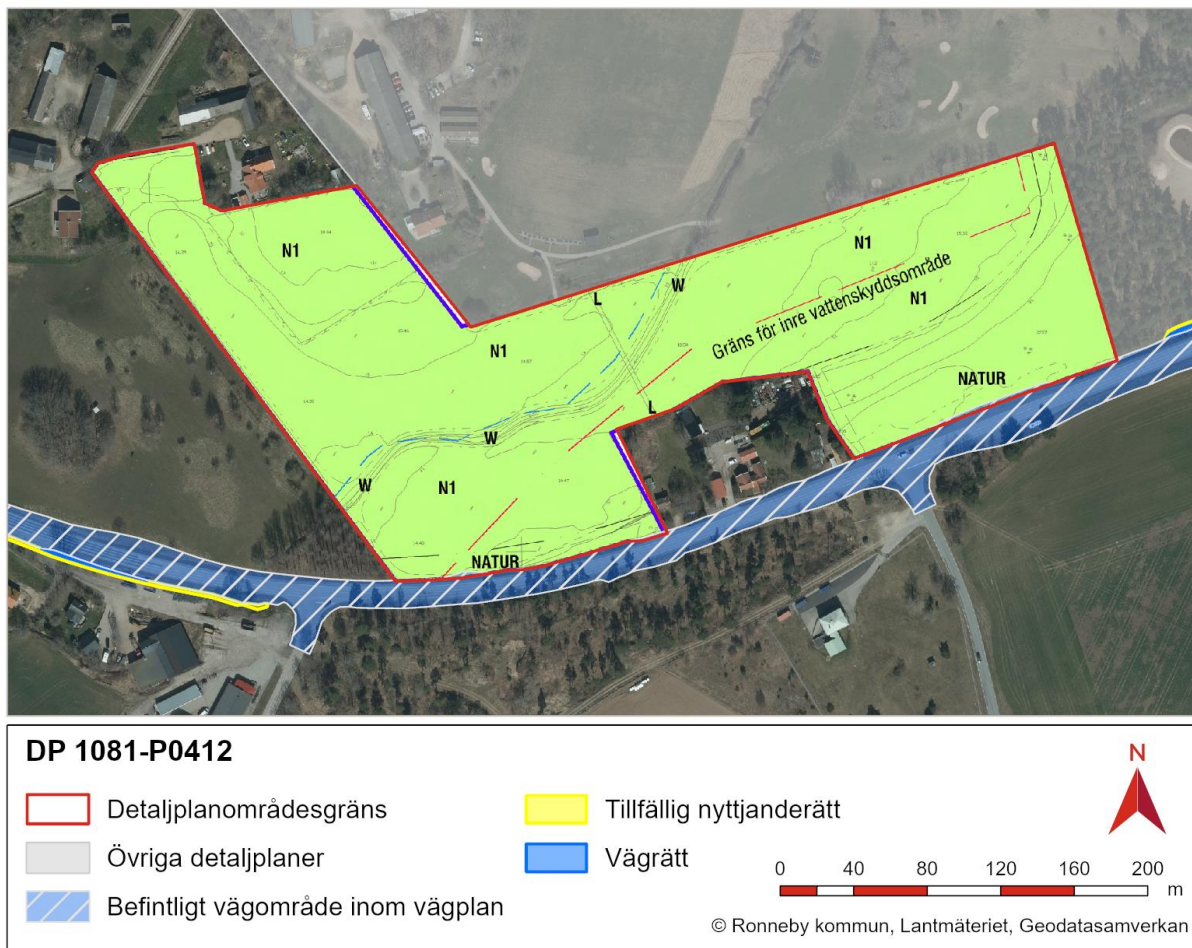 N1
N1
L
W
Gräns för inre vattenskyddsområde
N1
N1
NATUR
L
W
W
N1
NATUR
DP 1081-P0412
Detaljplanområdesgräns
Övriga detaljplaner
Befintligt vägområde inom vägplan
Tillfällig nyttjanderätt
Vägrätt
N
0 40 80 120 160 200
m
© Ronneby kommun, Lantmäteriet, Geodatasamverkan